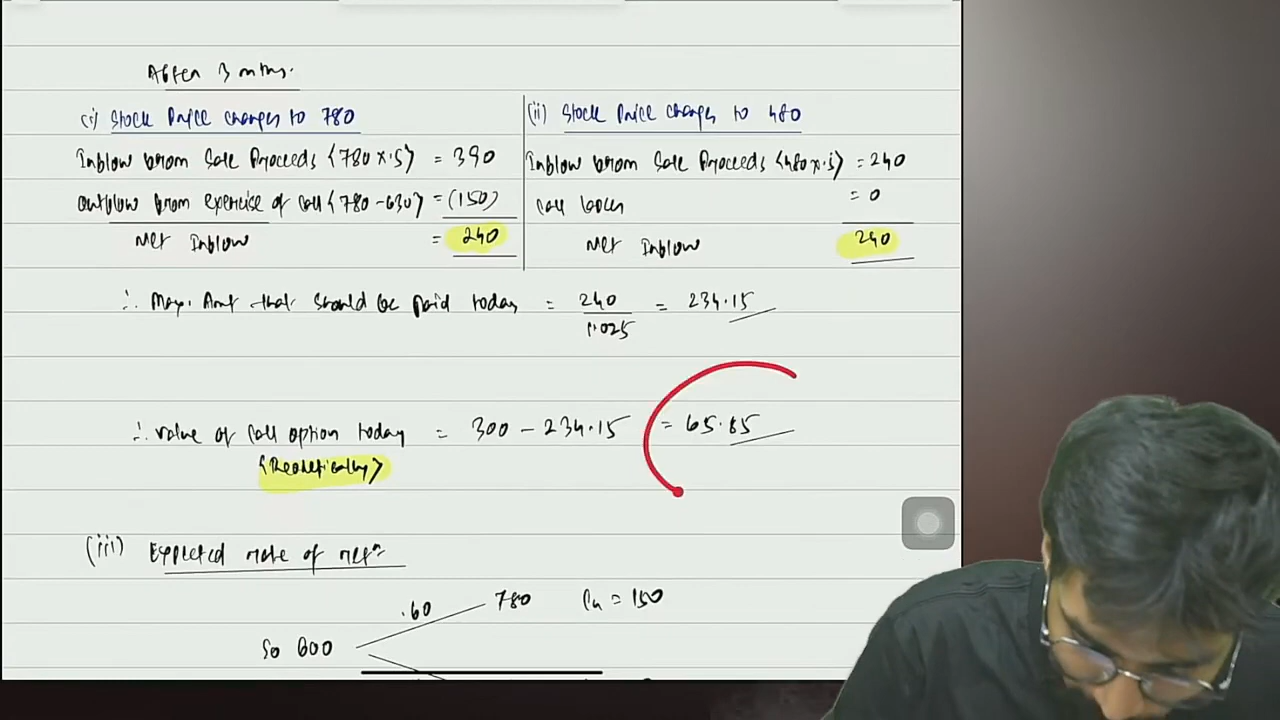 After 3 mths.
(i) Stock Price changes to 780
Inflow from Sale Proceeds {780 x .5} = 390
Outflow from exercise of call {780 - 630} = (150)
Net Inflow = 240
(ii) Stock Price changes to 480
Inflow from Sale Proceeds {480 x .5} = 240
Call = 0
Net Inflow 240
∴ Max. Amt that should be paid today = 240 / 1.025 = 234.15
∴ Value of Call option today = 300 - 234.15 = 65.85
{Theoretically}
(iii) Expected rate of retⁿ
.60 780 Cu = 150
So 600